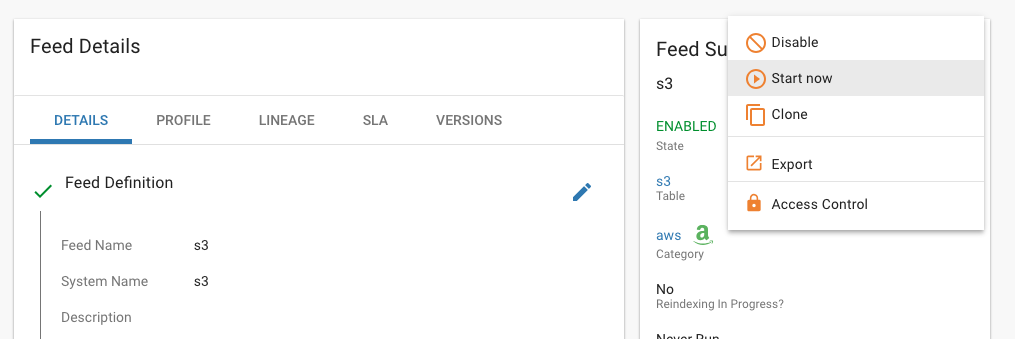 Feed Details
DETAILS PROFILE LINEAGE SLA VERSIONS
Feed Definition
Feed Name s3
System Name s3
Description
Feed Su
s3
ENABLED
State
s3
Table
aws
Category
No
Reindexing In Progress?
Never Run
Disable
Start now
Clone
Export
Access Control